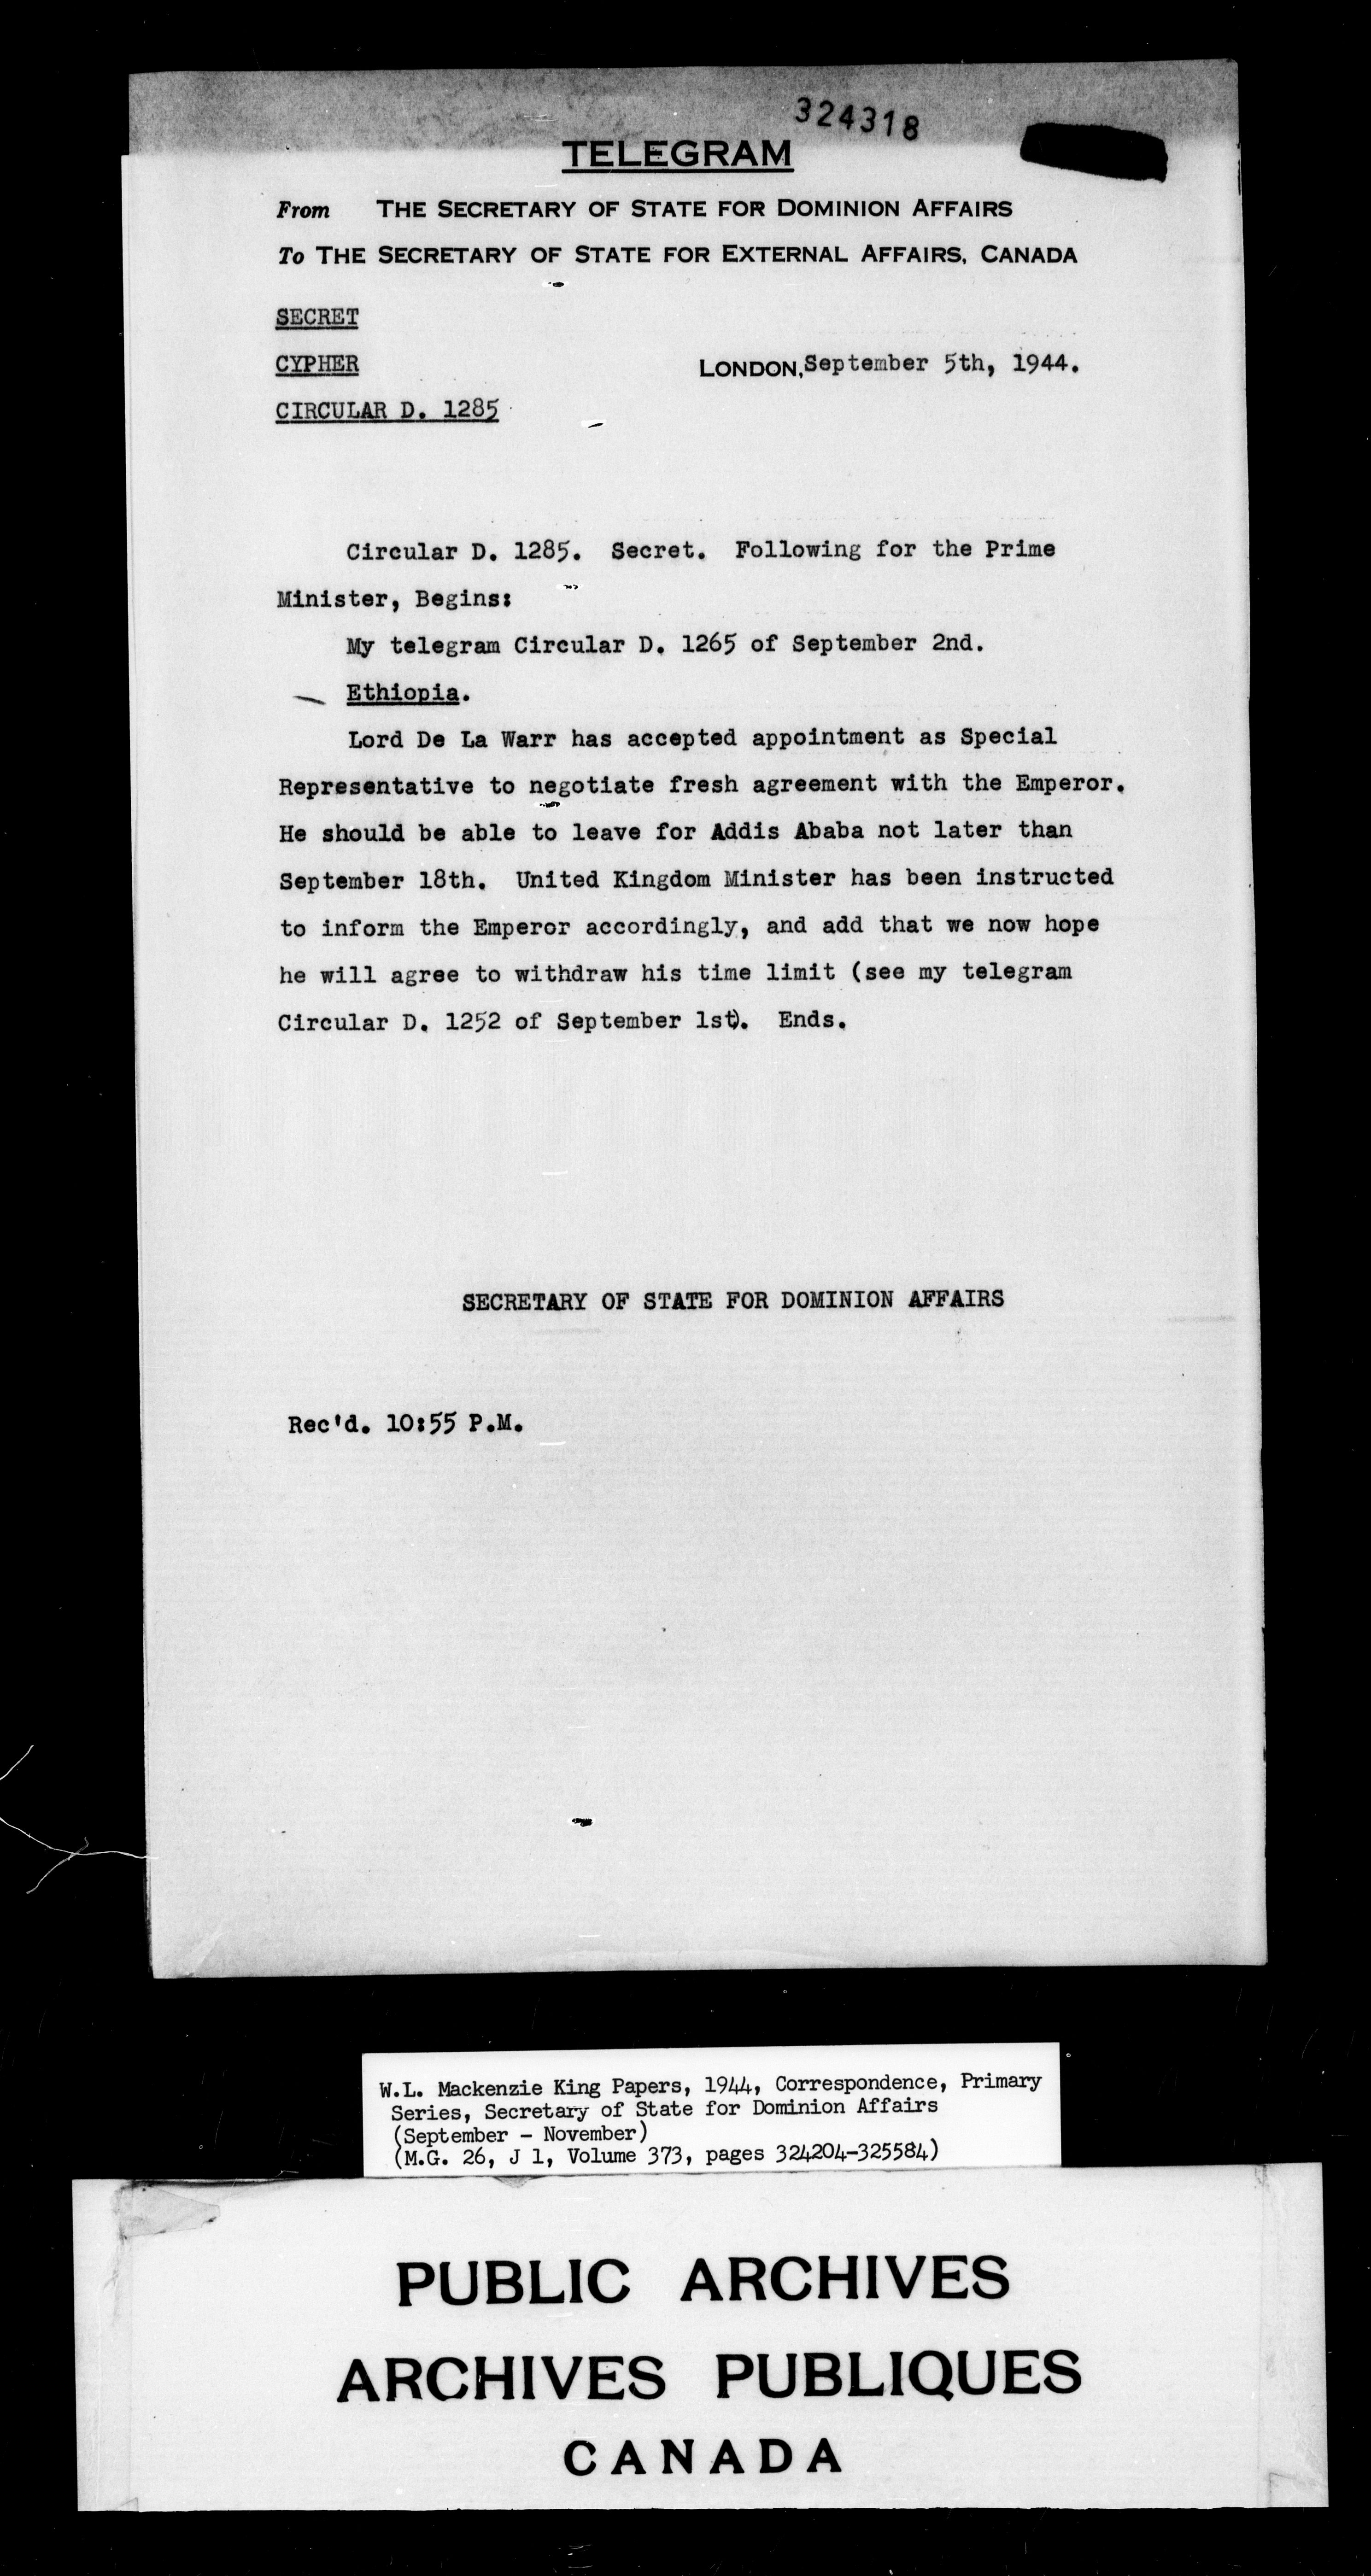 324318
TELEGRAM
From THE SECRETARY OF STATE FOR DOMINION AFFAIRS
To THE SECRETARY OF STATE FOR EXTERNAL AFFAIRS, CANADA
SECRET
CYPHER
LONDON, September 5th, 1944.
CIRCULAR D. 1285
Circular D. 1285. Secret. Following for the Prime
Minister, Begins:
My telegram Circular D. 1265 of September 2nd.
Ethiopia.
Lord De La Warr has accepted appointment as Special
Representative to negotiate fresh agreement with the Emperor.
He should be able to leave for Addis Ababa not later than
September 18th. United Kingdom Minister has been instructed
to inform the Emperor accordingly, and add that we now hope
he will agree to withdraw his time limit (see my telegram
Circular D. 1252 of September 1st). Ends.
SECRETARY OF STATE FOR DOMINION AFFAIRS
Rec'd. 10:55 P.M.
W.L. Mackenzie King Papers, 1944, Correspondence, Primary
Series, Secretary of State for Dominion Affairs
(September - November)
(M.G. 26, J 1, Volume 373, pages 324204-325584)
PUBLIC ARCHIVES
ARCHIVES PUBLIQUES
CANADA